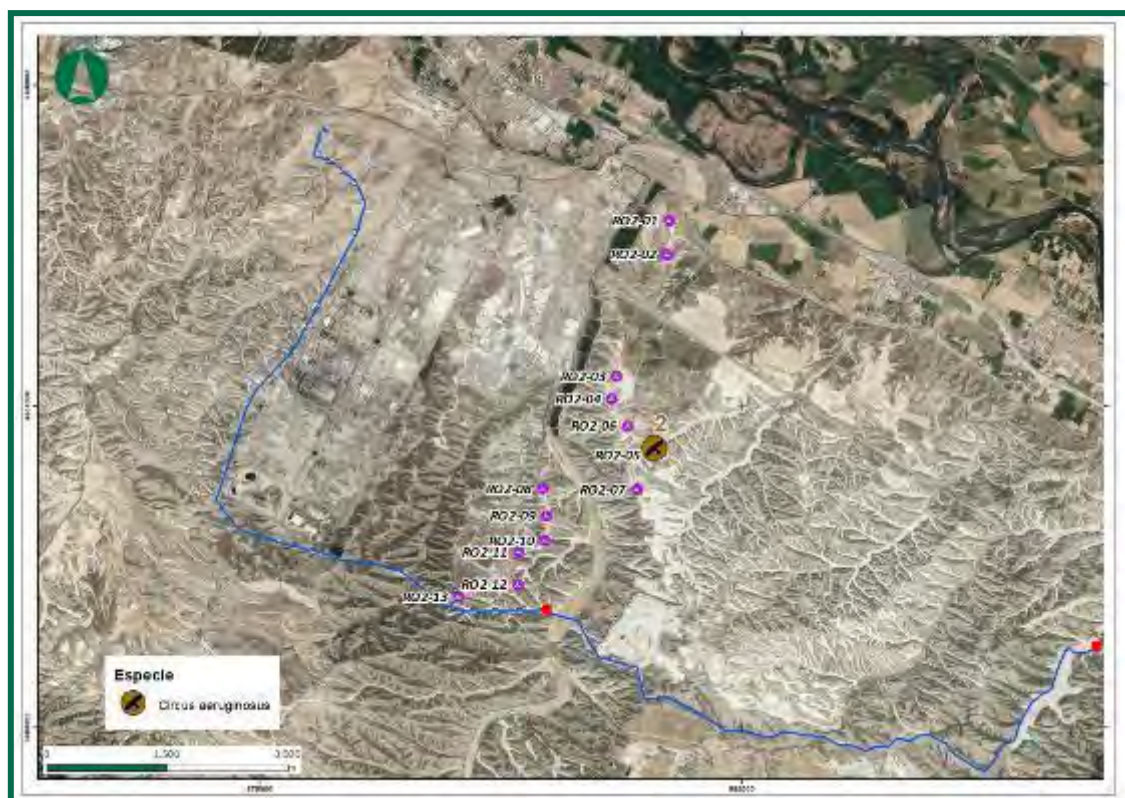 RO2-01
RO2-02
RO2-03
RO2-04
RO2-06
2
RO2-05
RO2-08
RO2-07
RO2-09
RO2-10
RO2-11
RO2-12
RO2-13
Especie
Circus aeruginosus
0 1.500 3.000
m